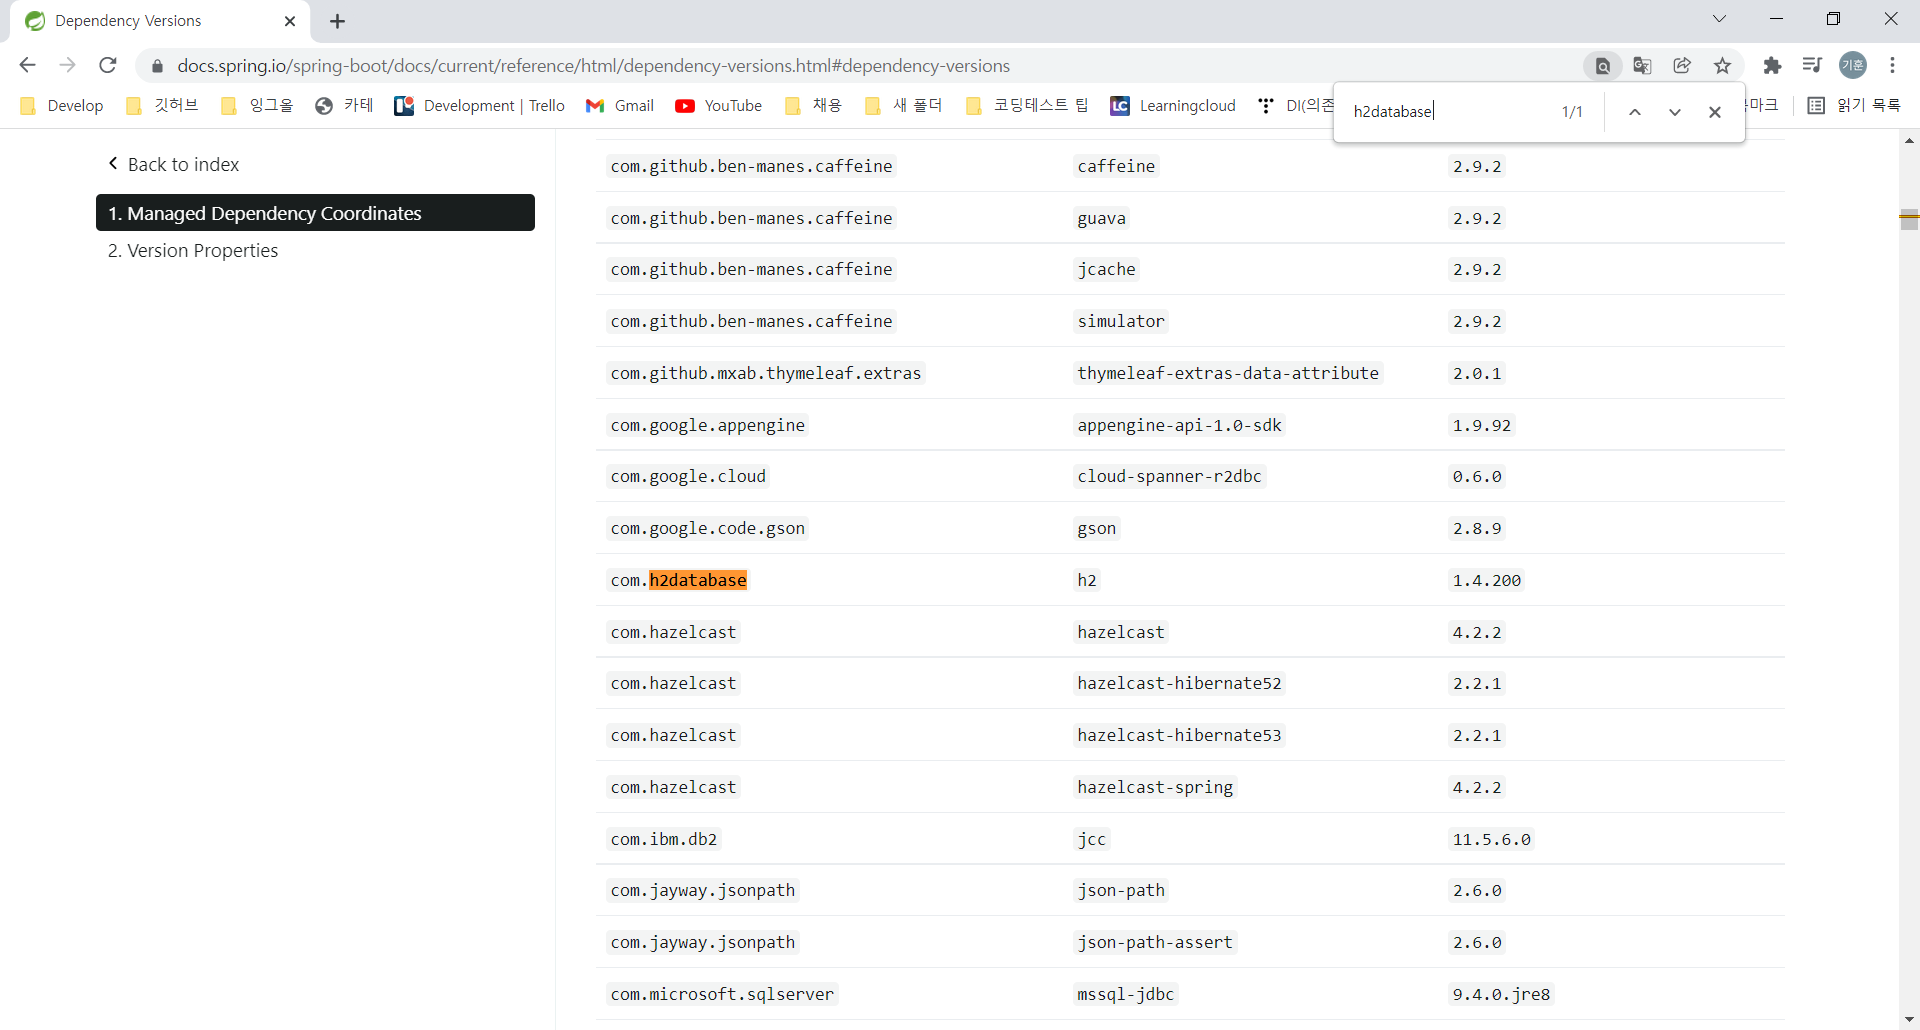 Dependency Versions
docs.spring.io/spring-boot/docs/current/reference/html/dependency-versions.html#dependency-versions
기훈
Develop 깃허브 잉그올 카테 Development | Trello Gmail YouTube 채용 새 폴더 코딩테스트 팁 LC Learningcloud DI(의존 마크 읽기 목록
h2database 1/1
Back to index
1. Managed Dependency Coordinates
2. Version Properties
com.github.ben-manes.caffeine caffeine 2.9.2
com.github.ben-manes.caffeine guava 2.9.2
com.github.ben-manes.caffeine jcache 2.9.2
com.github.ben-manes.caffeine simulator 2.9.2
com.github.mxab.thymeleaf.extras thymeleaf-extras-data-attribute 2.0.1
com.google.appengine appengine-api-1.0-sdk 1.9.92
com.google.cloud cloud-spanner-r2dbc 0.6.0
com.google.code.gson gson 2.8.9
com.h2database h2 1.4.200
com.hazelcast hazelcast 4.2.2
com.hazelcast hazelcast-hibernate52 2.2.1
com.hazelcast hazelcast-hibernate53 2.2.1
com.hazelcast hazelcast-spring 4.2.2
com.ibm.db2 jcc 11.5.6.0
com.jayway.jsonpath json-path 2.6.0
com.jayway.jsonpath json-path-assert 2.6.0
com.microsoft.sqlserver mssql-jdbc 9.4.0.jre8